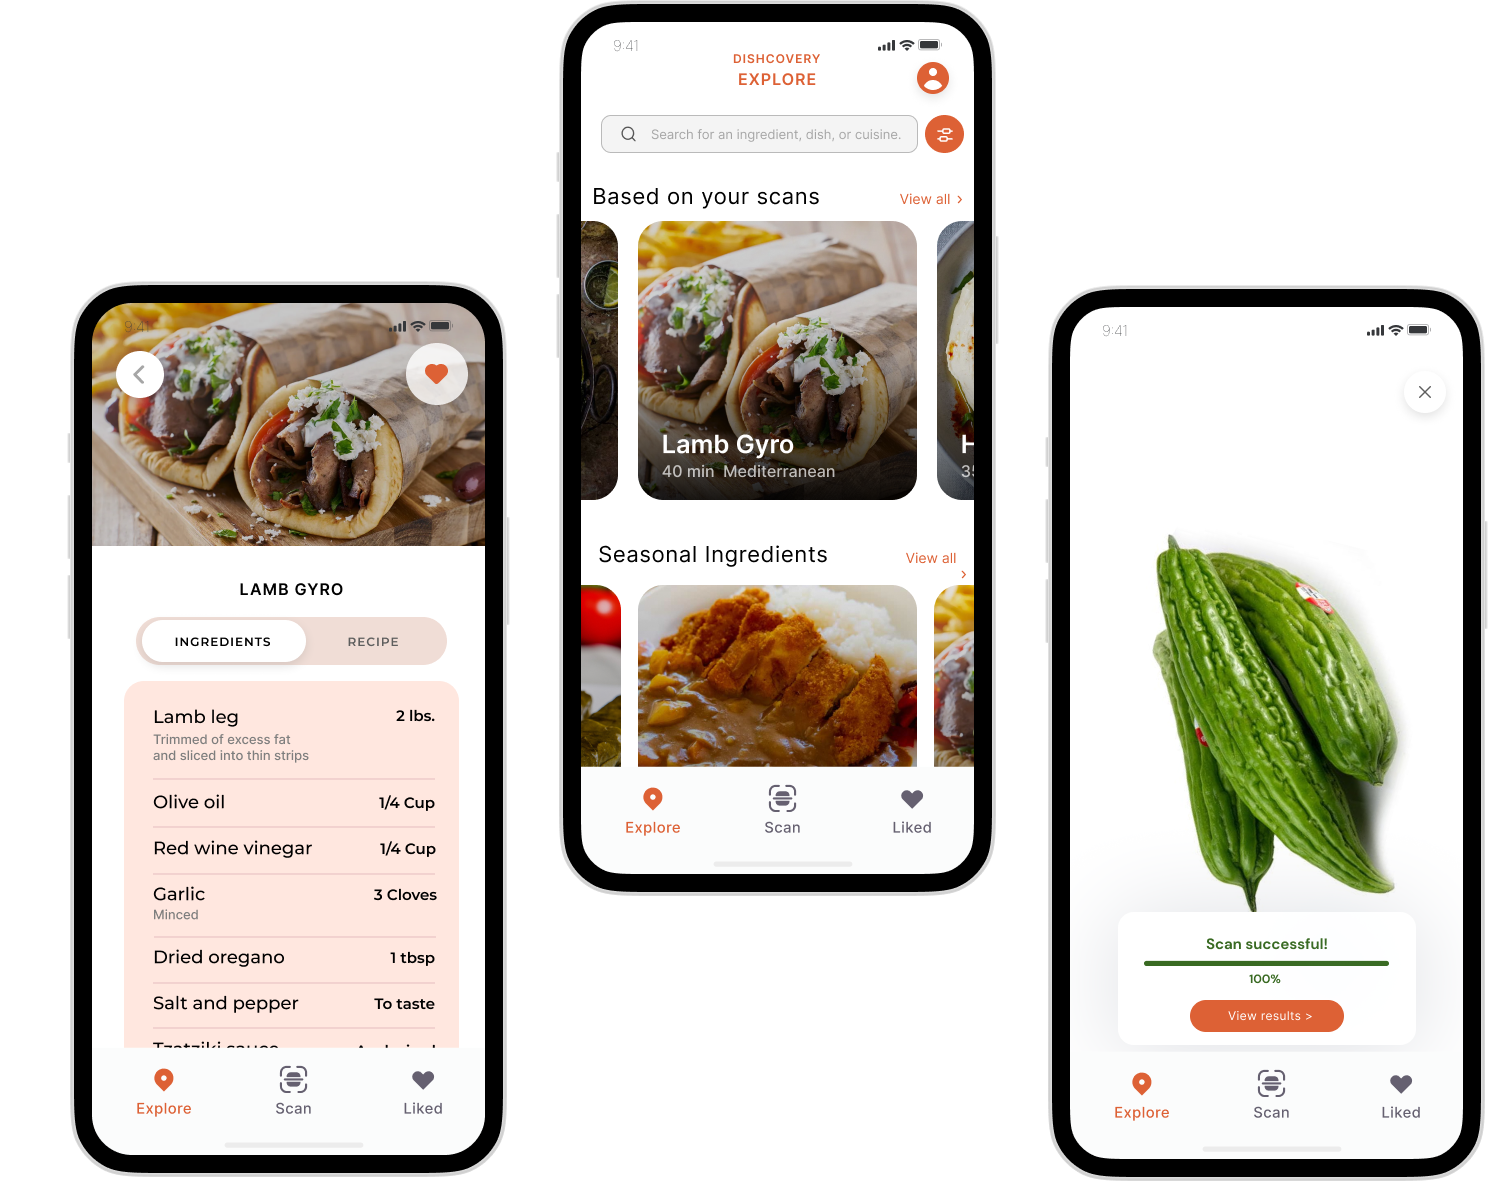 9:41
LAMB GYRO
INGREDIENTS RECIPE
Lamb leg 2 lbs.
Trimmed of excess fat
and sliced into thin strips
Olive oil 1/4 Cup
Red wine vinegar 1/4 Cup
Garlic 3 Cloves
Minced
Dried oregano 1 tbsp
Salt and pepper To taste
Tzatziki sauce
Explore Scan Liked
9:41
DISHCOVERY
EXPLORE
Search for an ingredient, dish, or cuisine.
Based on your scans View all >
Lamb Gyro
40 min Mediterranean
H
35
Seasonal Ingredients View all
>
Explore Scan Liked
9:41
Scan successful!
100%
View results >
Explore Scan Liked